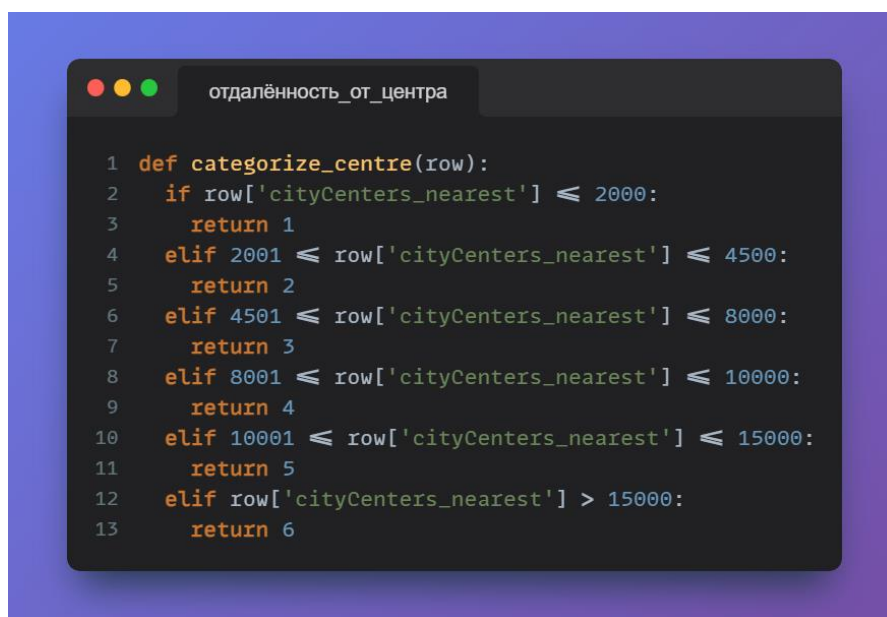 отдалённость_от_центра
1 def categorize_centre(row):
2   if row['cityCenters_nearest'] <= 2000:
3     return 1
4   elif 2001 <= row['cityCenters_nearest'] <= 4500:
5     return 2
6   elif 4501 <= row['cityCenters_nearest'] <= 8000:
7     return 3
8   elif 8001 <= row['cityCenters_nearest'] <= 10000:
9     return 4
10   elif 10001 <= row['cityCenters_nearest'] <= 15000:
11     return 5
12   elif row['cityCenters_nearest'] > 15000:
13     return 6